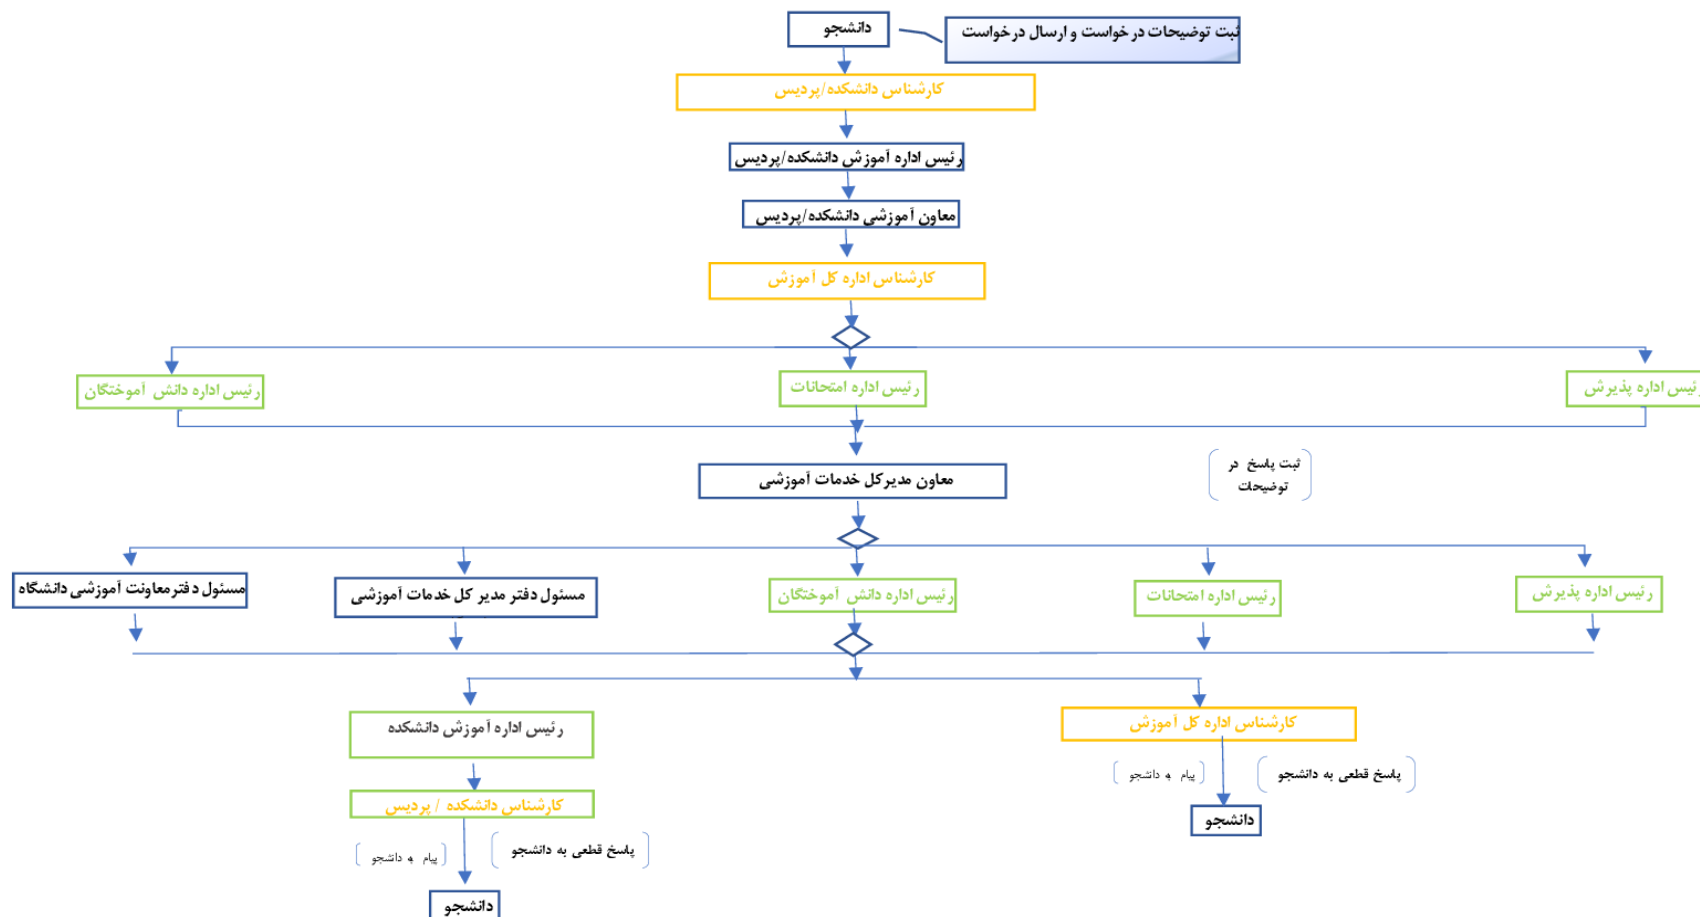 دانشجو
ثبت توضیحات درخواست و ارسال درخواست
کارشناس دانشکده/پردیس
رئیس اداره آموزش دانشکده/پردیس
معاون آموزشی دانشکده/پردیس
کارشناس اداره کل آموزش
رئیس اداره پذیرش
رئیس اداره امتحانات
رئیس اداره دانش آموختگان
معاون مدیرکل خدمات آموزشی
ثبت پاسخ در
توضیحات
رئیس اداره پذیرش
رئیس اداره امتحانات
رئیس اداره دانش آموختگان
مسئول دفتر مدیر کل خدمات آموزشی
مسئول دفترمعاونت آموزشی دانشگاه
کارشناس اداره کل آموزش
رئیس اداره آموزش دانشکده
پاسخ قطعی به دانشجو
پیام به دانشجو
دانشجو
کارشناس دانشکده / پردیس
پاسخ قطعی به دانشجو
پیام به دانشجو
دانشجو